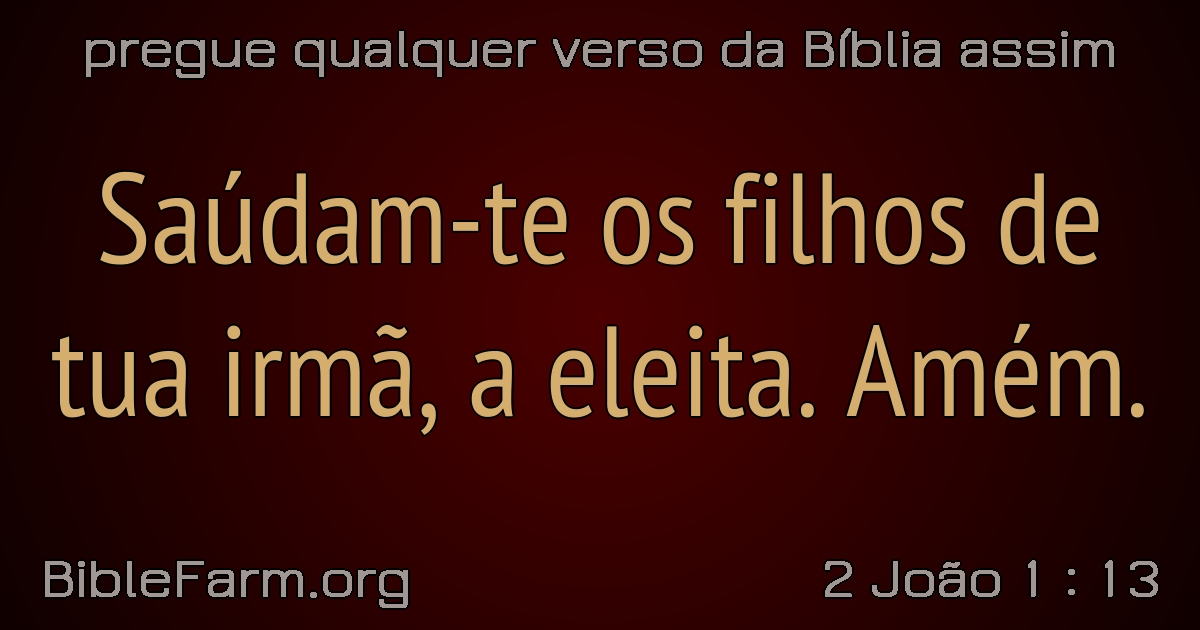 pregue qualquer verso da Bíblia assim
Saúdam-te os filhos de
tua irmã, a eleita. Amém.
BibleFarm.org
2 João 1 : 13